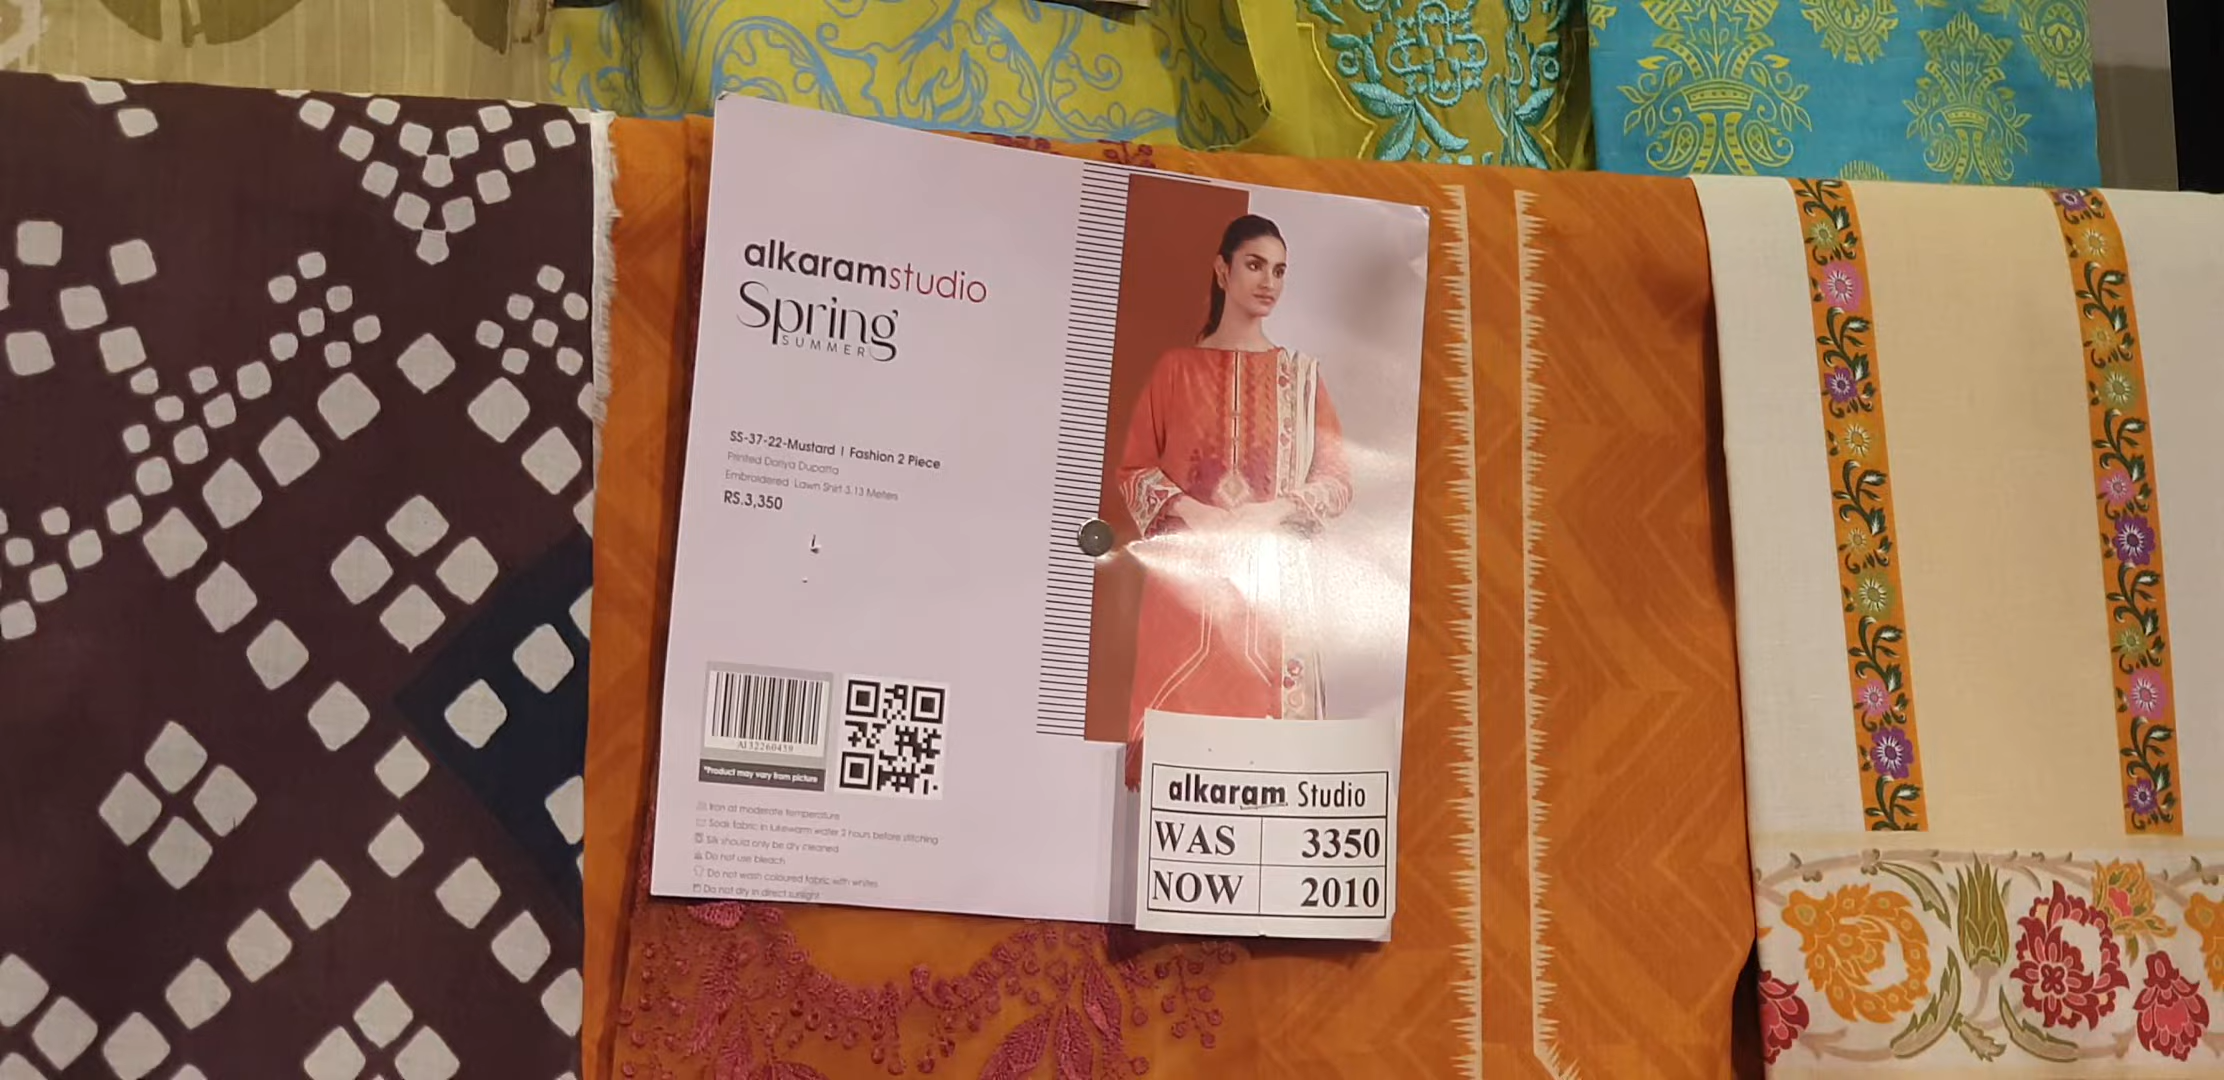 alkaramstudio
Spring
SUMMER
SS-37-22-Mustard | Fashion 2 Piece
Printed Doriya Dupatta
Embroidered Lawn Shirt 3.13 Meters
RS.3,350
A132260459
*Product may vary from picture
Iron at moderate temperature
Soak fabric in lukewarm water 2 hours before stitching
Silk should only be dry cleaned
Do not use bleach
Do not wash coloured fabric with whites
Do not dry in direct sunlight
alkaram Studio
WAS 3350
NOW 2010